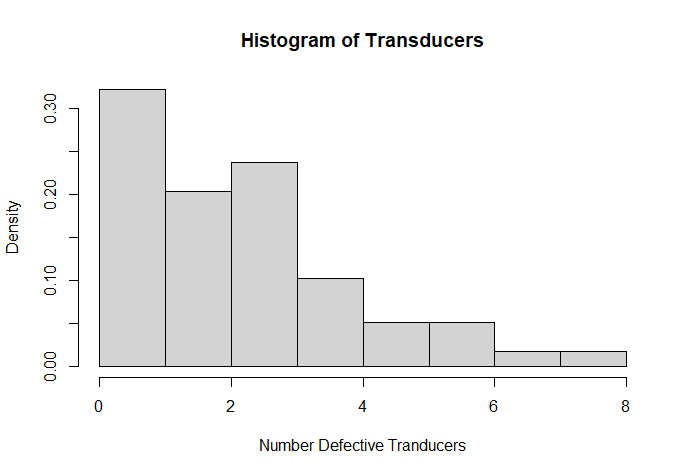 Histogram of Transducers
Density
0.30
0.20
0.10
0.00
0 2 4 6 8
Number Defective Tranducers